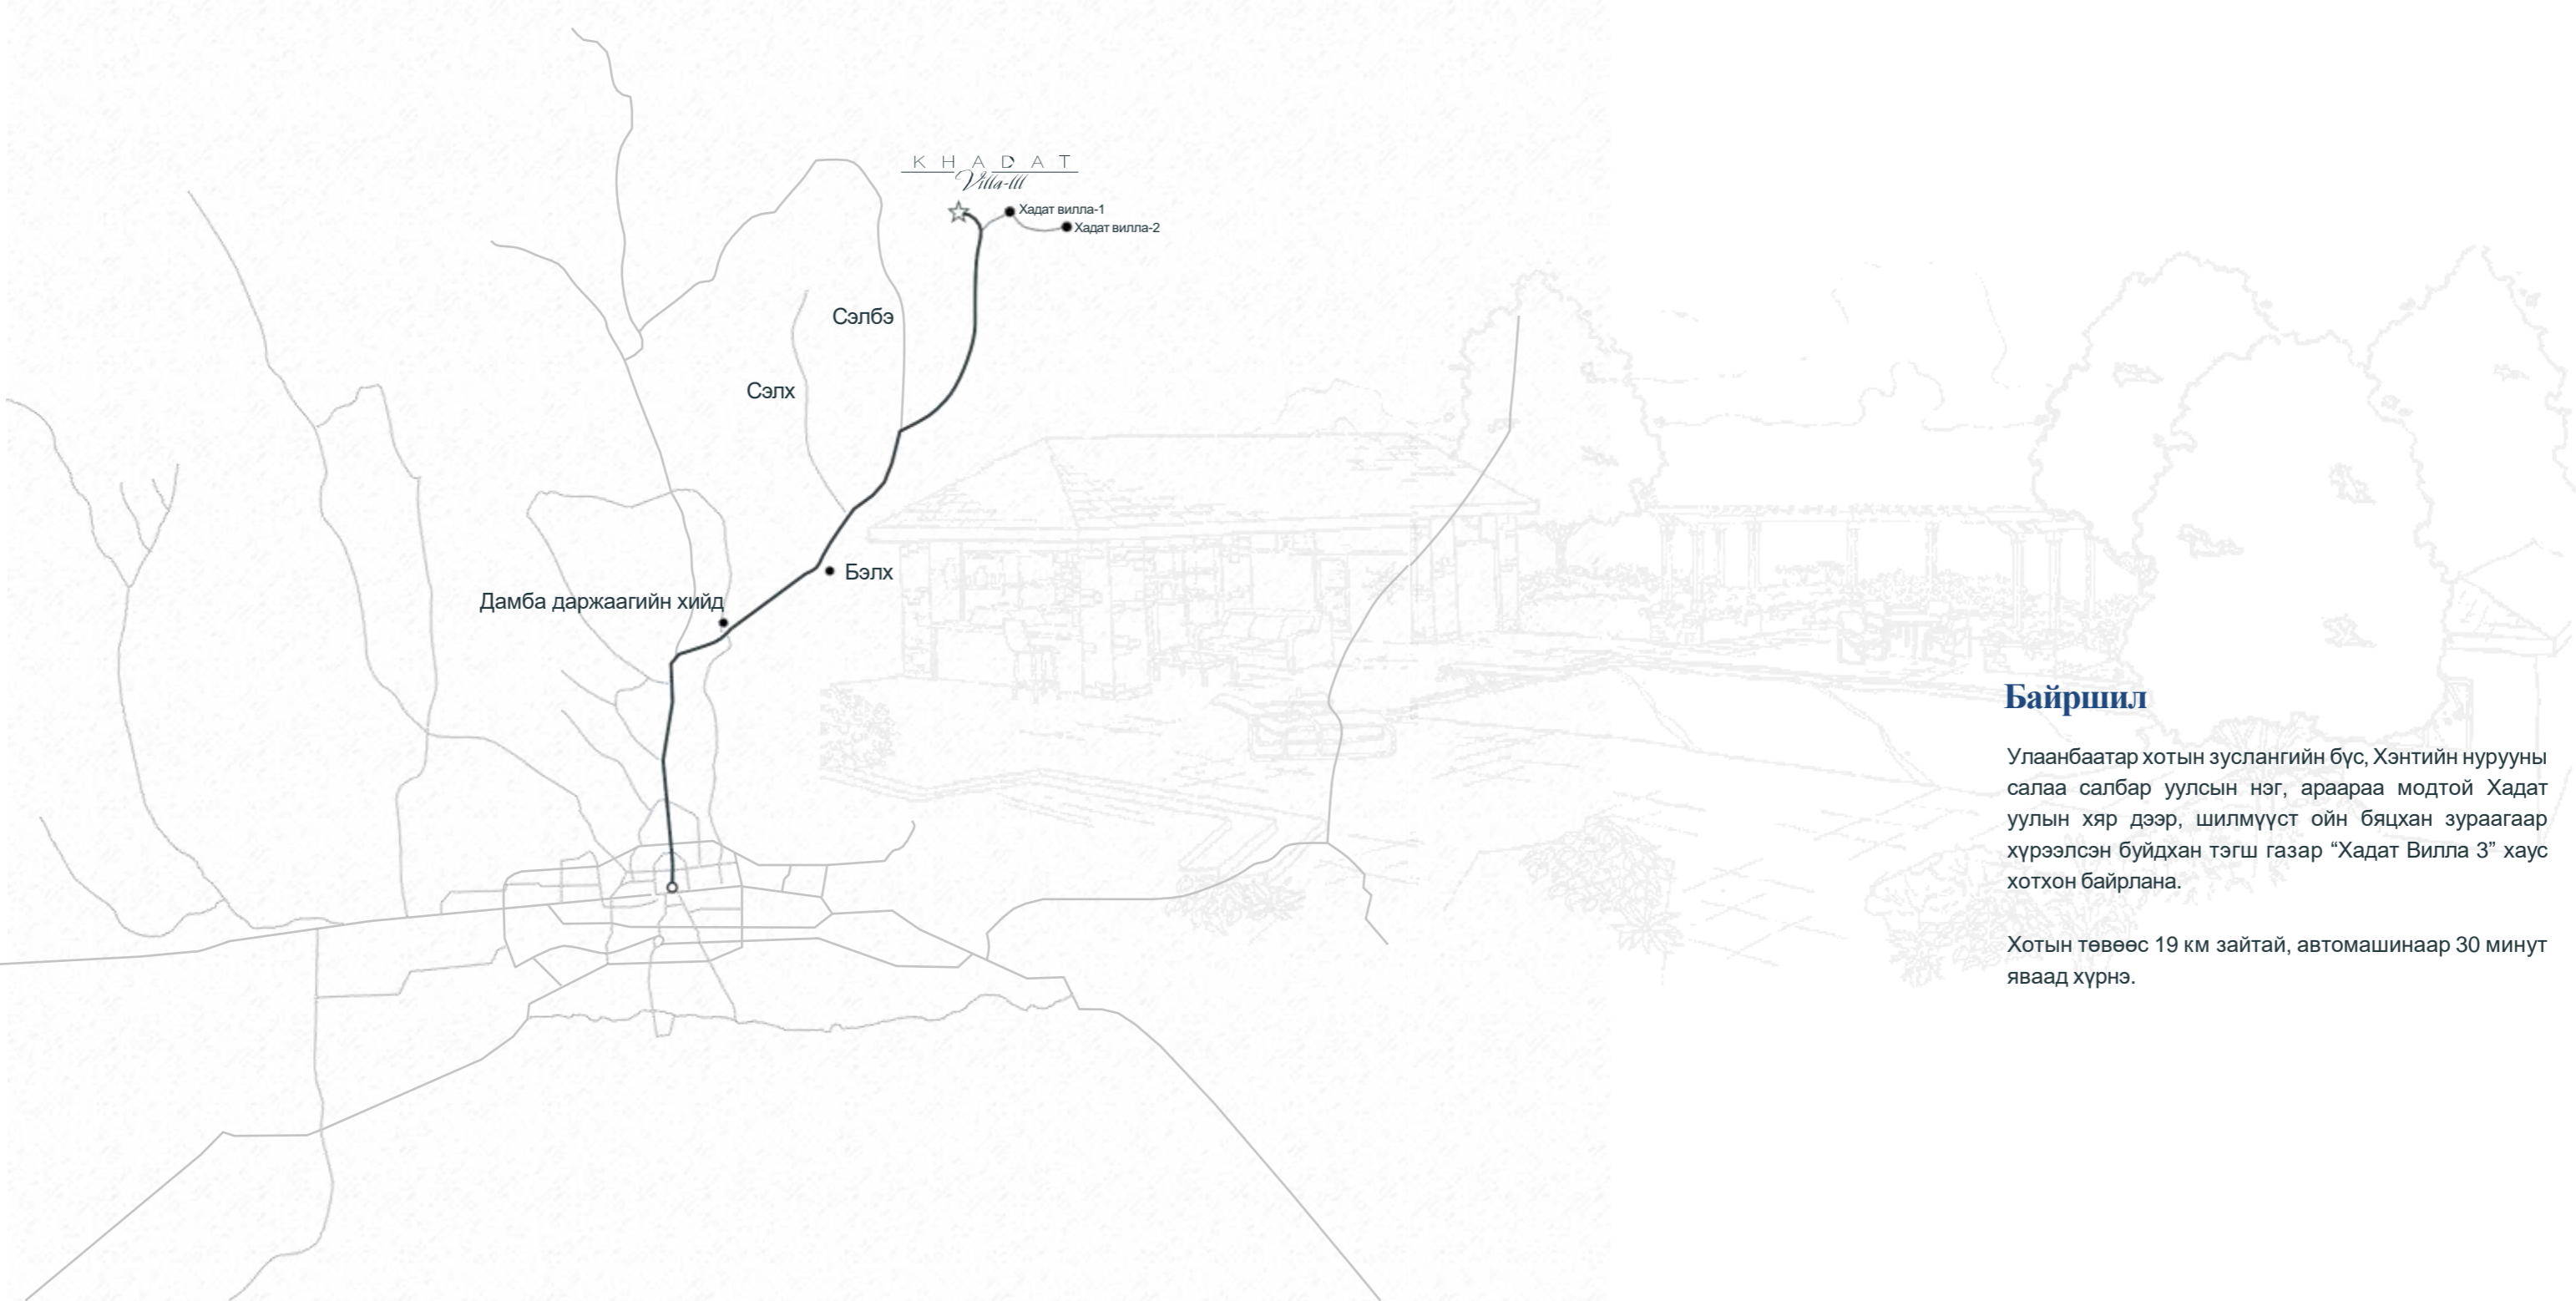 KHADAT
Villa-III
Хадат вилла-1
Хадат вилла-2
Сэлбэ
Сэлх
Бэлх
Дамба даржаагийн хийд
Байршил
Улаанбаатар хотын зуслангийн бүс, Хэнтийн нурууны
салаа салбар уулсын нэг, араараа модтой Хадат
уулын хяр дээр, шилмүүст ойн бяцхан зураагаар
хүрээлсэн буйдхан тэгш газар “Хадат Вилла 3” хаус
хотхон байрлана.
Хотын төвөөс 19 км зайтай, автомашинаар 30 минут
яваад хүрнэ.